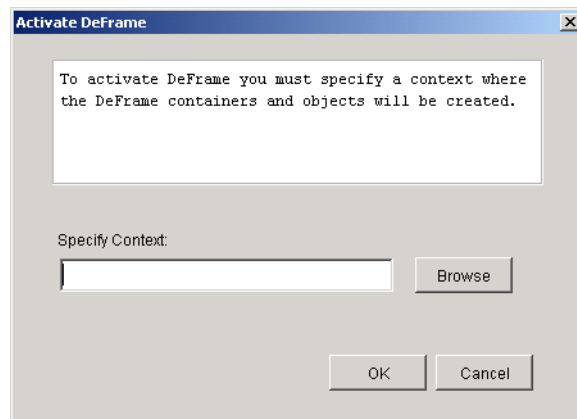 Activate DeFrame
To activate DeFrame you must specify a context where
the DeFrame containers and objects will be created.
Specify Context:
Browse
OK
Cancel